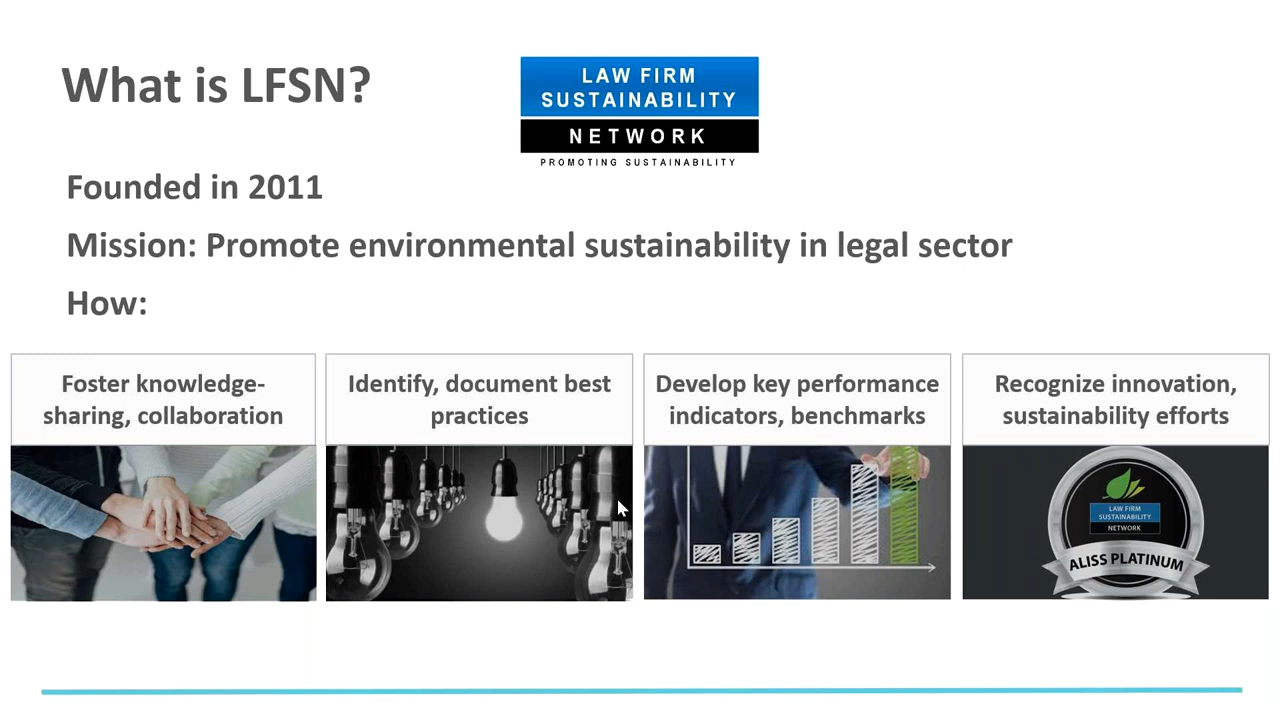 What is LFSN?
LAW FIRM
SUSTAINABILITY
NETWORK
PROMOTING SUSTAINABILITY
Founded in 2011
Mission: Promote environmental sustainability in legal sector
How:
Foster knowledge-
sharing, collaboration
Identify, document best
practices
Develop key performance
indicators, benchmarks
Recognize innovation,
sustainability efforts
LAW FIRM
SUSTAINABILITY
NETWORK
ALISS PLATINUM